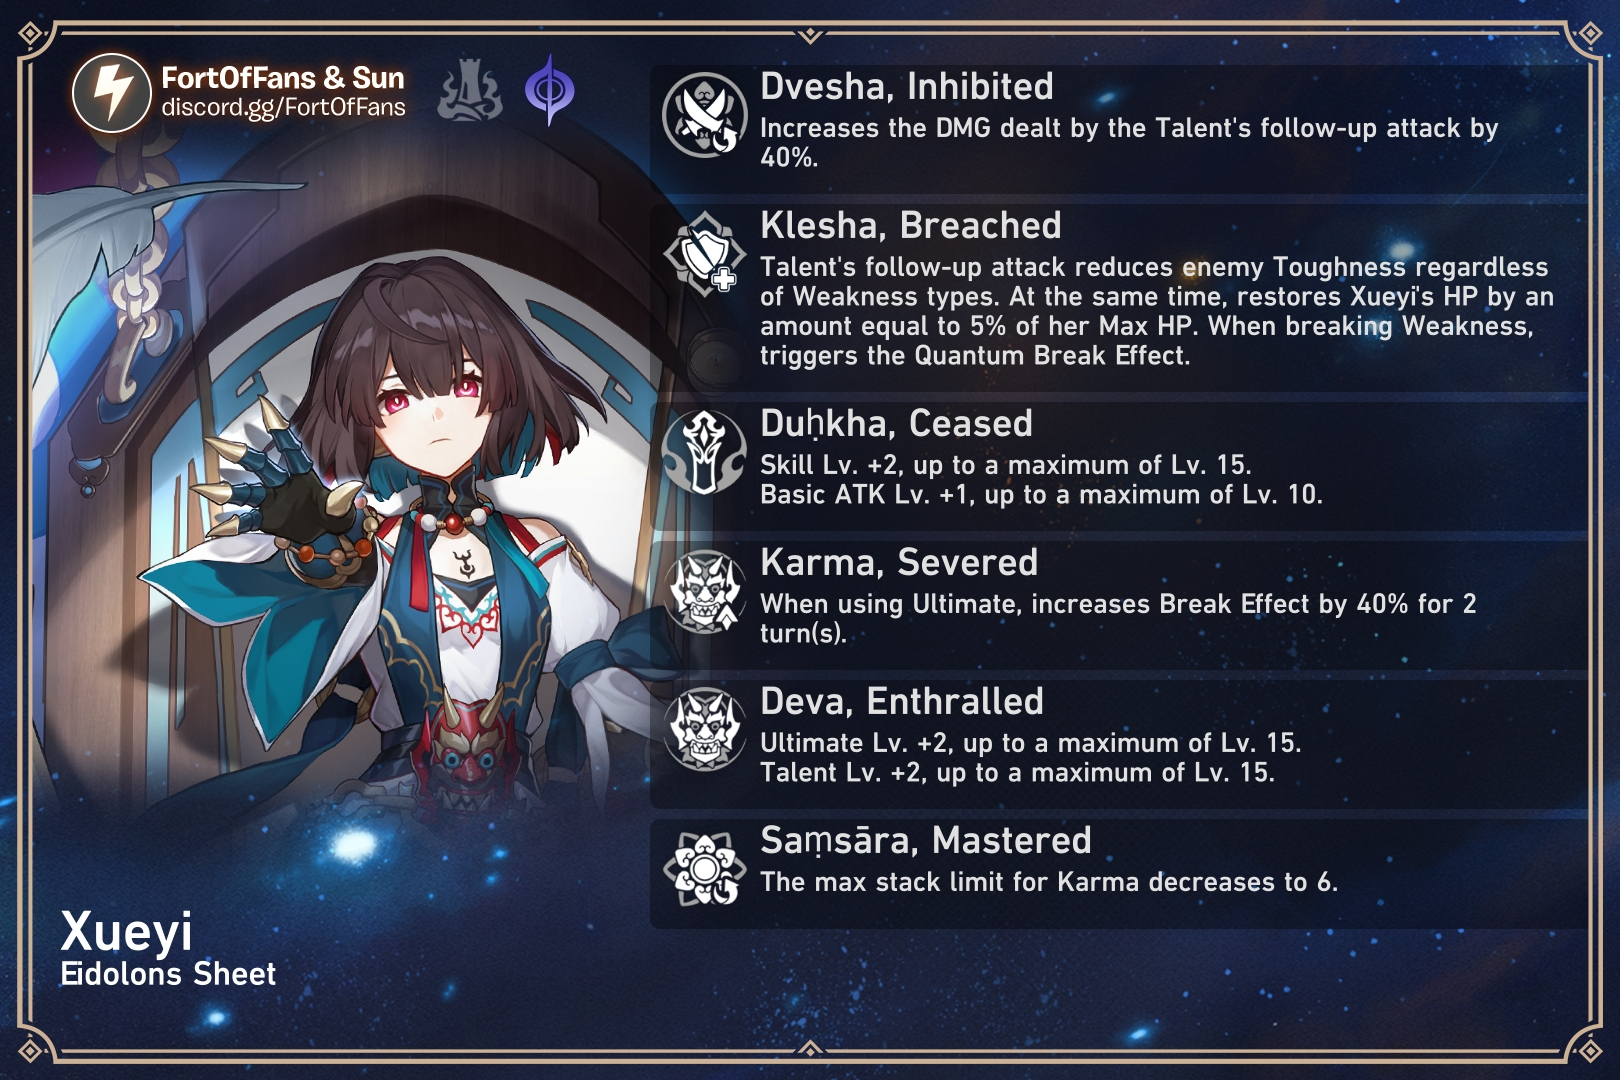 FortOfFans & Sun
discord.gg/FortOfFans
Dvesha, Inhibited
Increases the DMG dealt by the Talent's follow-up attack by
40%.
Klesha, Breached
Talent's follow-up attack reduces enemy Toughness regardless
of Weakness types. At the same time, restores Xueyi's HP by an
amount equal to 5% of her Max HP. When breaking Weakness,
triggers the Quantum Break Effect.
Duḥkha, Ceased
Skill Lv. +2, up to a maximum of Lv. 15.
Basic ATK Lv. +1, up to a maximum of Lv. 10.
Karma, Severed
When using Ultimate, increases Break Effect by 40% for 2
turn(s).
Deva, Enthralled
Ultimate Lv. +2, up to a maximum of Lv. 15.
Talent Lv. +2, up to a maximum of Lv. 15.
Saṃsāra, Mastered
The max stack limit for Karma decreases to 6.
Xueyi
Eidolons Sheet